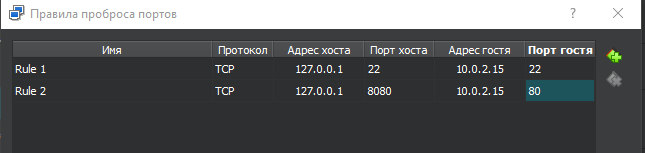 Правила проброса портов
Имя Протокол Адрес хоста Порт хоста Адрес гостя Порт гостя
Rule 1 TCP 127.0.0.1 22 10.0.2.15 22
Rule 2 TCP 127.0.0.1 8080 10.0.2.15 80